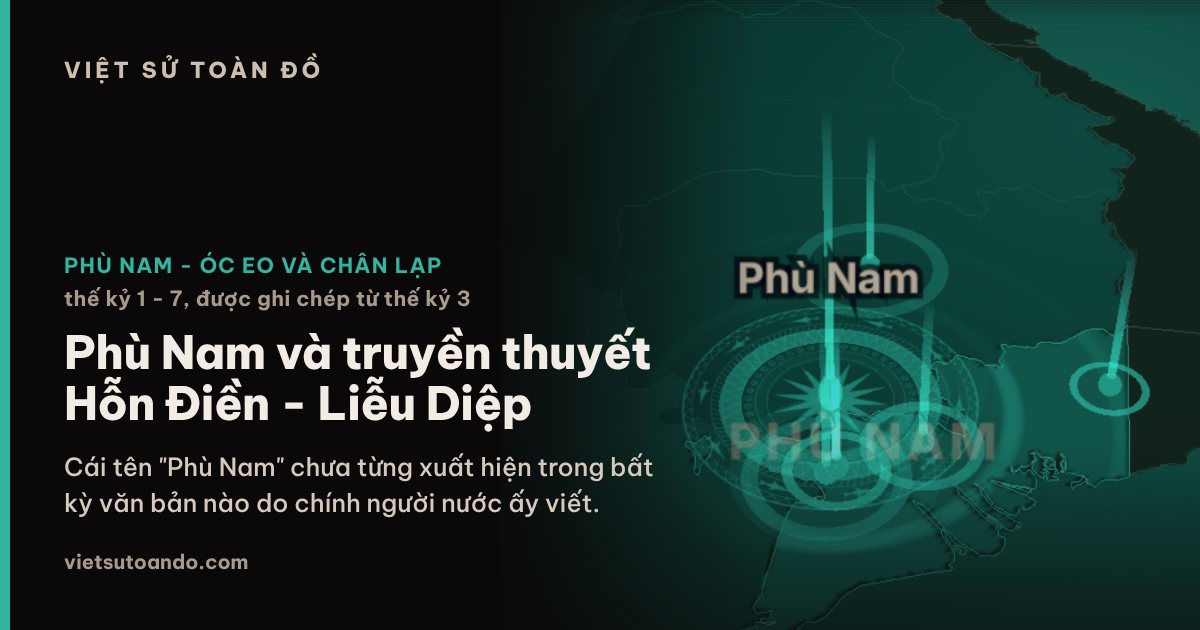 VIỆT SỬ TOÀN ĐỒ
PHÙ NAM - ÓC EO VÀ CHÂN LẠP
thế kỷ 1 - 7, được ghi chép từ thế kỷ 3
Phù Nam và truyền thuyết
Hỗn Điền - Liễu Diệp
Cái tên "Phù Nam" chưa từng xuất hiện trong bất
kỳ văn bản nào do chính người nước ấy viết.
vietsutoando.com
Phù Nam
PHÙ NAM